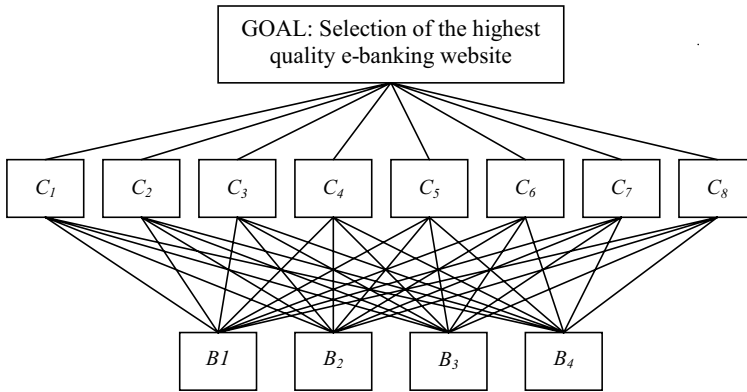 GOAL: Selection of the highest
quality e-banking website
C₁ C₂ C₃ C₄ C₅ C₆ C₇ C₈
B1 B₂ B₃ B₄